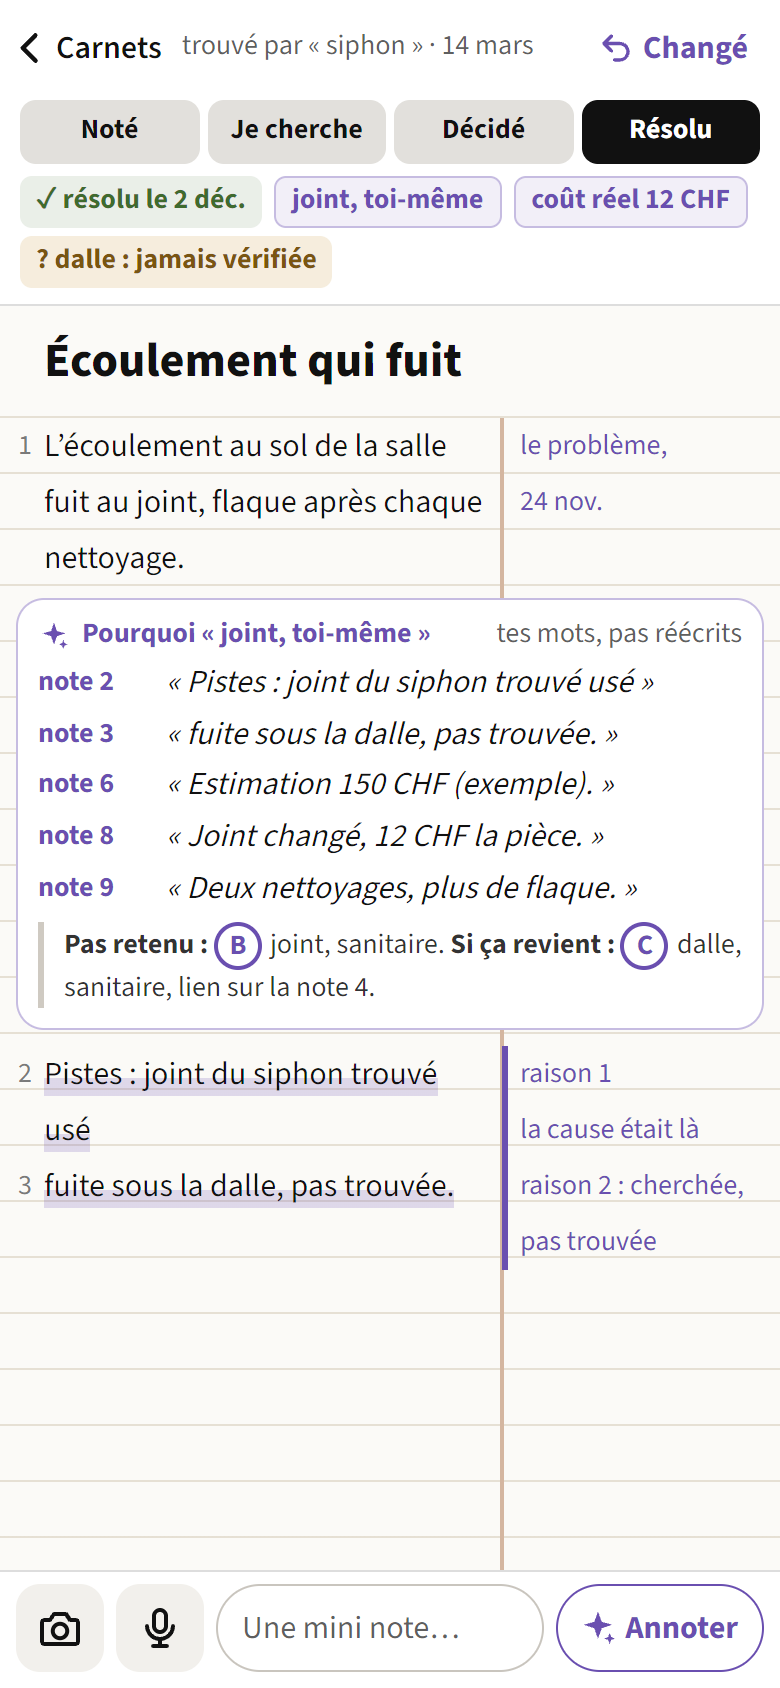 Carnets trouvé par « siphon » · 14 mars Changé
Noté Je cherche Décidé Résolu
✓ résolu le 2 déc. joint, toi-même coût réel 12 CHF
? dalle : jamais vérifiée
Écoulement qui fuit
1 L’écoulement au sol de la salle le problème,
fuit au joint, flaque après chaque 24 nov.
nettoyage.
Pourquoi « joint, toi-même » tes mots, pas réécrits
note 2 « Pistes : joint du siphon trouvé usé »
note 3 « fuite sous la dalle, pas trouvée. »
note 6 « Estimation 150 CHF (exemple). »
note 8 « Joint changé, 12 CHF la pièce. »
note 9 « Deux nettoyages, plus de flaque. »
Pas retenu : B joint, sanitaire. Si ça revient : C dalle,
sanitaire, lien sur la note 4.
2 Pistes : joint du siphon trouvé raison 1
usé la cause était là
3 fuite sous la dalle, pas trouvée. raison 2 : cherchée,
pas trouvée
Une mini note… Annoter